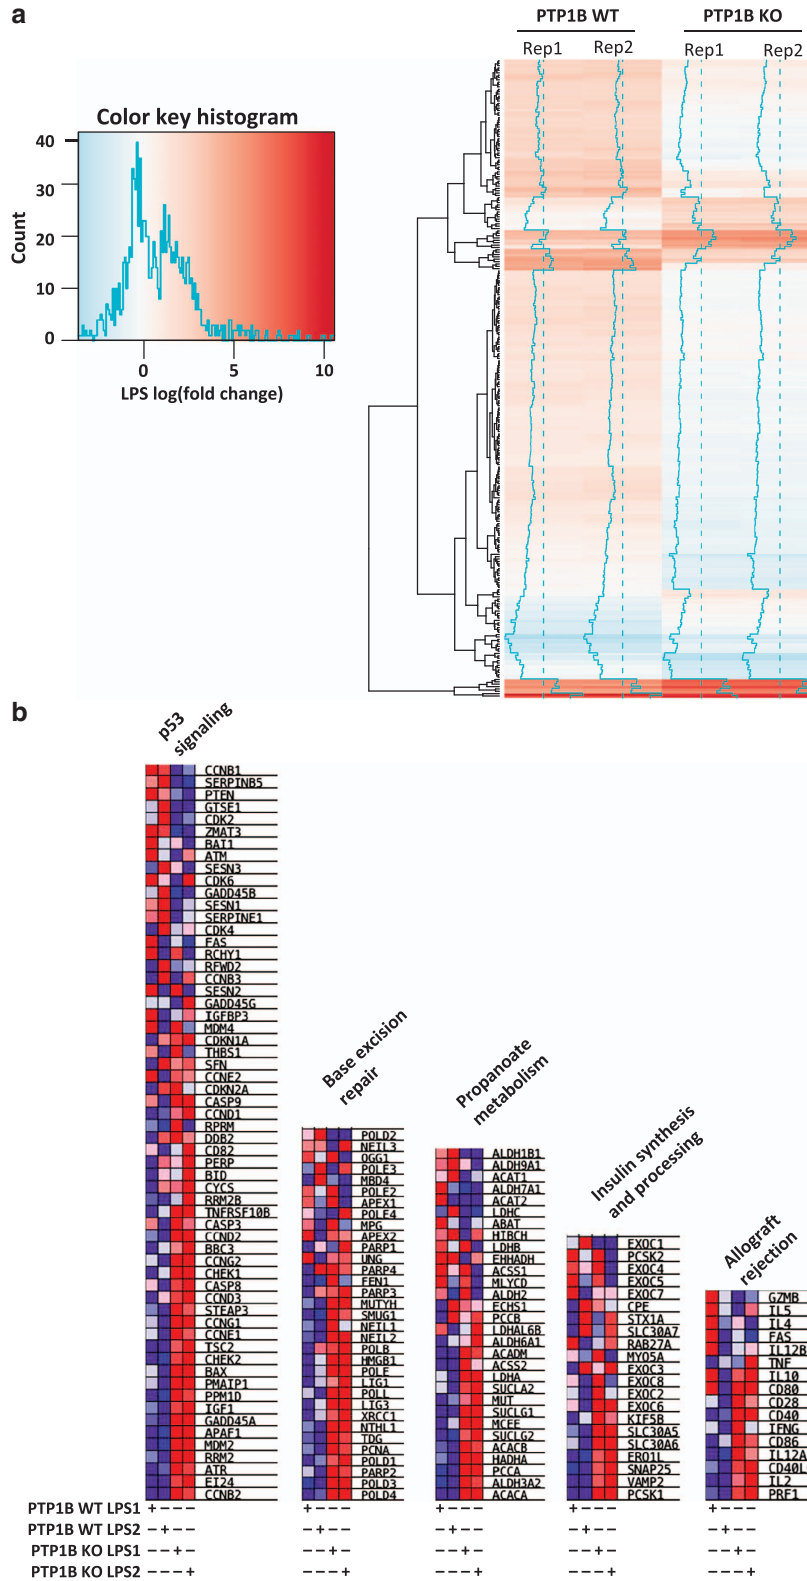 a
PTP1B WT
PTP1B KO
Rep1
Rep2
Rep1
Rep2
Color key histogram
40
30
20
10
0
Count
0
5
10
LPS log(fold change)
b
p53
signaling
CCNB1
SERPINB5
PTEN
GTSE1
CDK2
ZMAT3
BAI1
ATM
SESN3
CDK6
GADD45B
SESN1
SERPINE1
CDK4
FAS
RCHY1
RFWD2
CCNB3
SESN2
GADD45G
IGFBP3
MDM4
CDKN1A
THBS1
SFN
CCNE2
CDKN2A
CASP9
CCND1
RPRM
DDB2
CD82
PERP
BID
CYCS
RRM2B
TNFRSF10B
CASP3
CCND2
BBC3
CCNG2
CHEK1
CASP8
CCND3
STEAP3
CCNG1
CCNE1
TSC2
CHEK2
BAX
PMAIP1
PPM1D
IGF1
GADD45A
APAF1
MDM2
RRM2
ATR
EI24
CCNB2
Base excision
repair
POLD2
NEIL3
OGG1
POLE3
MBD4
POLE2
APEX1
POLE4
MPG
APEX2
PARP1
UNG
PARP4
FEN1
PARP3
MUTYH
SMUG1
NEIL1
NEIL2
POLB
HMGB1
POLE
LIG1
POLL
LIG3
XRCC1
NTHL1
TDG
PCNA
POLD1
PARP2
POLD3
POLD4
Propanoate
metabolism
ALDH1B1
ALDH9A1
ACAT1
ALDH7A1
ACAT2
LDHC
ABAT
HIBCH
LDHB
EHHADH
ACSS1
MLYCD
ALDH2
ECHS1
PCCB
LDHAL6B
ALDH6A1
ACADM
ACSS2
LDHA
SUCLA2
MUT
SUCLG1
MCEE
SUCLG2
ACACB
HADHA
PCCA
ALDH3A2
ACACA
Insulin synthesis
and processing
EXOC1
PCSK2
EXOC4
EXOC5
EXOC7
CPE
STX1A
SLC30A7
RAB27A
MYO5A
EXOC3
EXOC8
EXOC2
EXOC6
KIF5B
SLC30A5
SLC30A6
ERO1L
SNAP25
VAMP2
PCSK1
Allograft
rejection
GZMB
IL5
IL4
FAS
IL12B
TNF
IL10
CD80
CD28
CD40
IFNG
CD86
IL12A
CD40L
IL2
PRF1
PTP1B WT LPS1 +−−− +−−− +−−− +−−− +−−−
PTP1B WT LPS2 −+−− −+−− −+−− −+−− −+−−
PTP1B KO LPS1 −−+− −−+− −−+− −−+− −−+−
PTP1B KO LPS2 −−−+ −−−+ −−−+ −−−+ −−−+